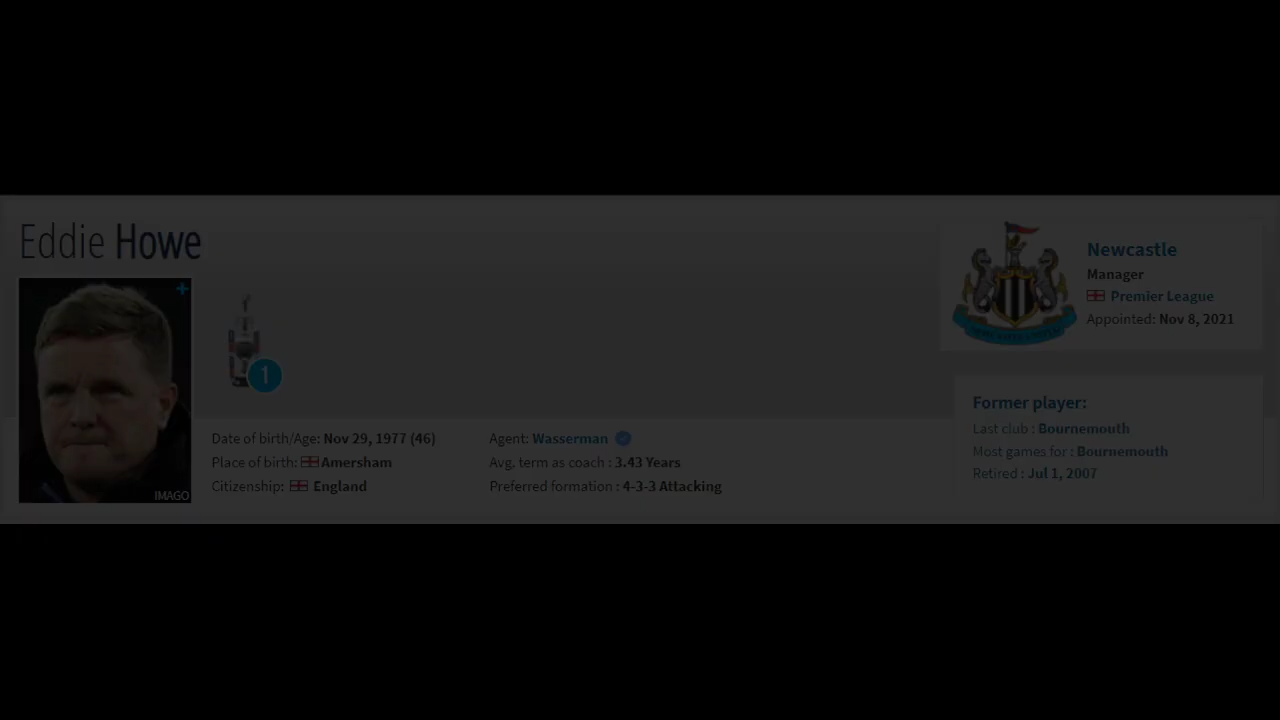 Eddie Howe
Newcastle
Manager
Premier League
Appointed: Nov 8, 2021
1
IMAGO
Date of birth/Age: Nov 29, 1977 (46)
Place of birth: Amersham
Citizenship: England
Agent: Wasserman
Avg. term as coach : 3.43 Years
Preferred formation : 4-3-3 Attacking
Former player:
Last club : Bournemouth
Most games for : Bournemouth
Retired : Jul 1, 2007